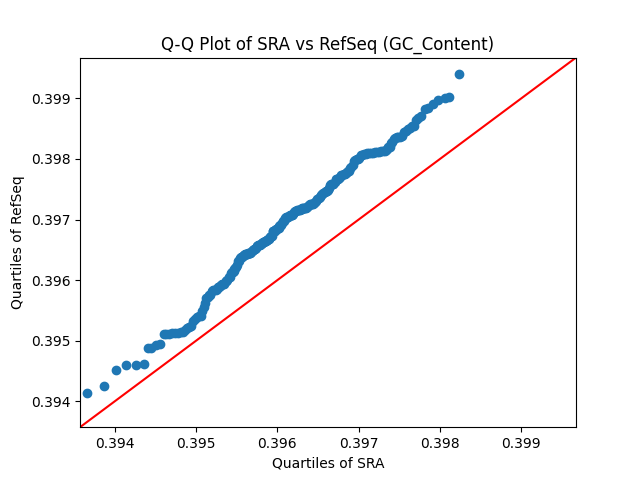 Q-Q Plot of SRA vs RefSeq (GC_Content)
Quartiles of RefSeq
0.399
0.398
0.397
0.396
0.395
0.394
0.394 0.395 0.396 0.397 0.398 0.399
Quartiles of SRA